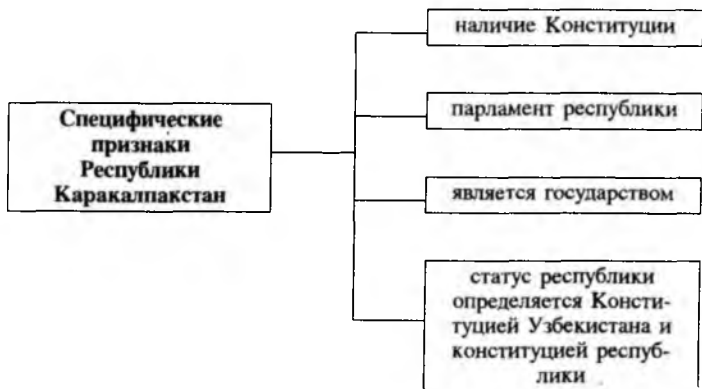 наличие Конституции
Специфические
признаки
Республики
Каракалпакстан
парламент республики
является государством
статус республики
определяется Консти-
туцией Узбекистана и
конституцией респуб-
лики